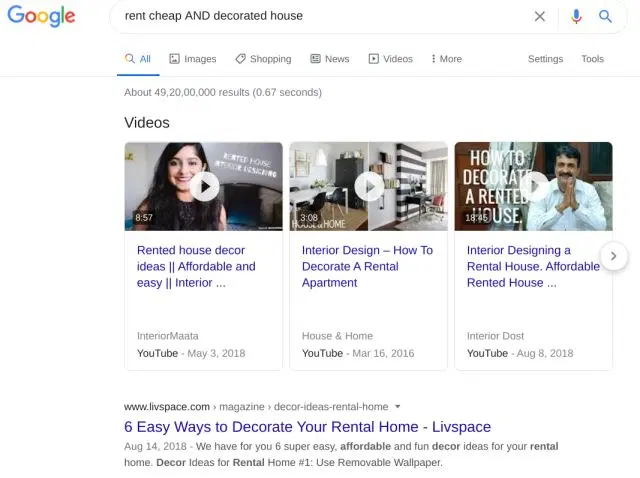 Google
rent cheap AND decorated house
All Images Shopping News Videos More Settings Tools
About 49,20,00,000 results (0.67 seconds)
Videos
RENTED HOUSE
INTERIOR DESIGNING
8:57
3:08
HOUSE & HOME
HOW TO
DECORATE
A RENTED
HOUSE.
18:45
Rented house decor
ideas || Affordable and
easy || Interior ...
InteriorMaata
YouTube - May 3, 2018
Interior Design – How To
Decorate A Rental
Apartment
House & Home
YouTube - Mar 16, 2016
Interior Designing a
Rental House. Affordable
Rented House ...
Interior Dost
YouTube - Aug 8, 2018
www.livspace.com › magazine › decor-ideas-rental-home
6 Easy Ways to Decorate Your Rental Home - Livspace
Aug 14, 2018 - We have for you 6 super easy, affordable and fun decor ideas for your rental
home. Decor Ideas for Rental Home #1: Use Removable Wallpaper.